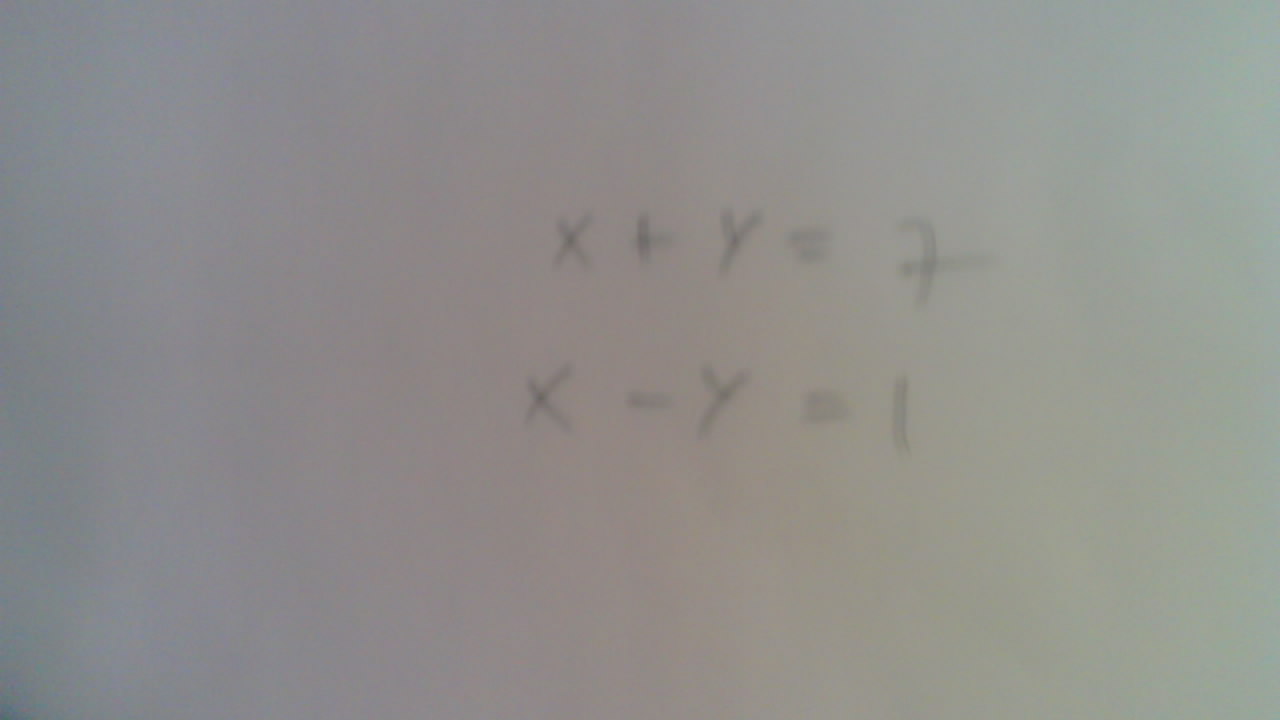 x + y = 7
x - y = 1